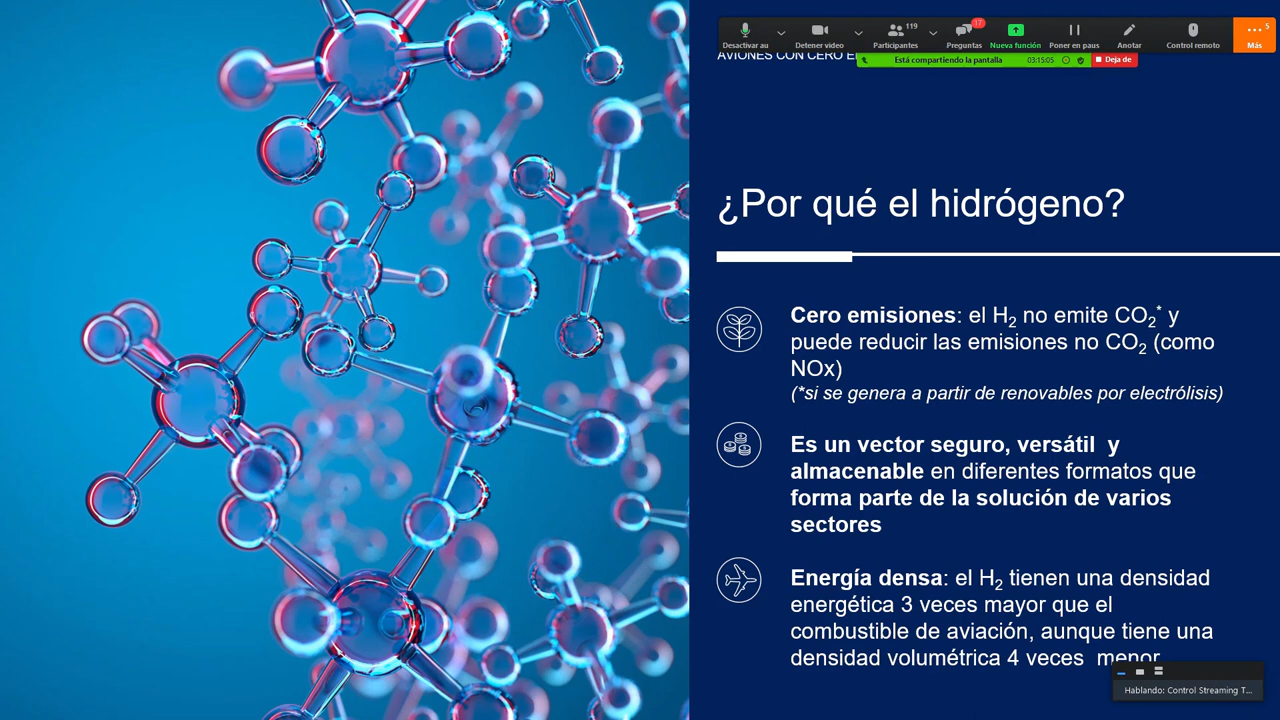 Desactivar au
Detener video
119
Participantes
17
Preguntas
Nueva función
Poner en paus
Anotar
Control remoto
5
Más
AVIONES CON CERO
Está compartiendo la pantalla
03:15:05
Deja de
¿Por qué el hidrógeno?
Cero emisiones: el H₂ no emite CO₂* y
puede reducir las emisiones no CO₂ (como
NOx)
(*si se genera a partir de renovables por electrólisis)
Es un vector seguro, versátil y
almacenable en diferentes formatos que
forma parte de la solución de varios
sectores
Energía densa: el H₂ tienen una densidad
energética 3 veces mayor que el
combustible de aviación, aunque tiene una
densidad volumétrica 4 veces menor
Hablando: Control Streaming T...